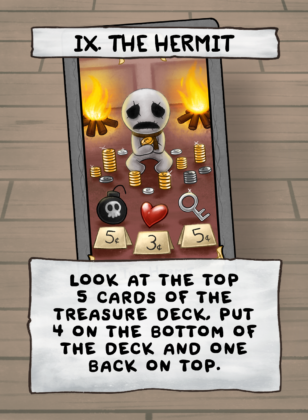 IX. THE HERMIT
5¢
3¢
5¢
LOOK AT THE TOP
5 CARDS OF THE
TREASURE DECK, PUT
4 ON THE BOTTOM OF
THE DECK AND ONE
BACK ON TOP.